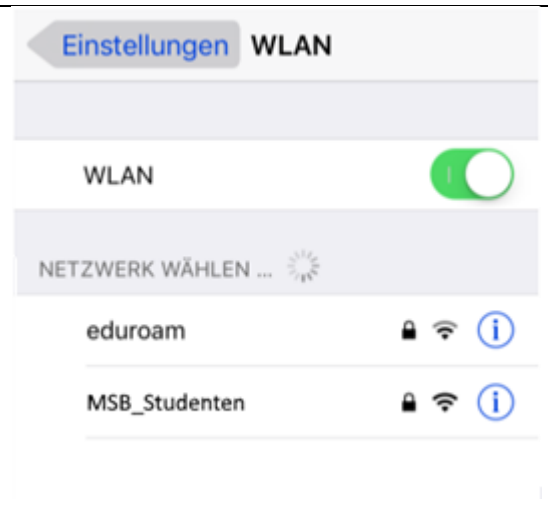 Einstellungen WLAN
WLAN
NETZWERK WÄHLEN ...
eduroam
MSB_Studenten